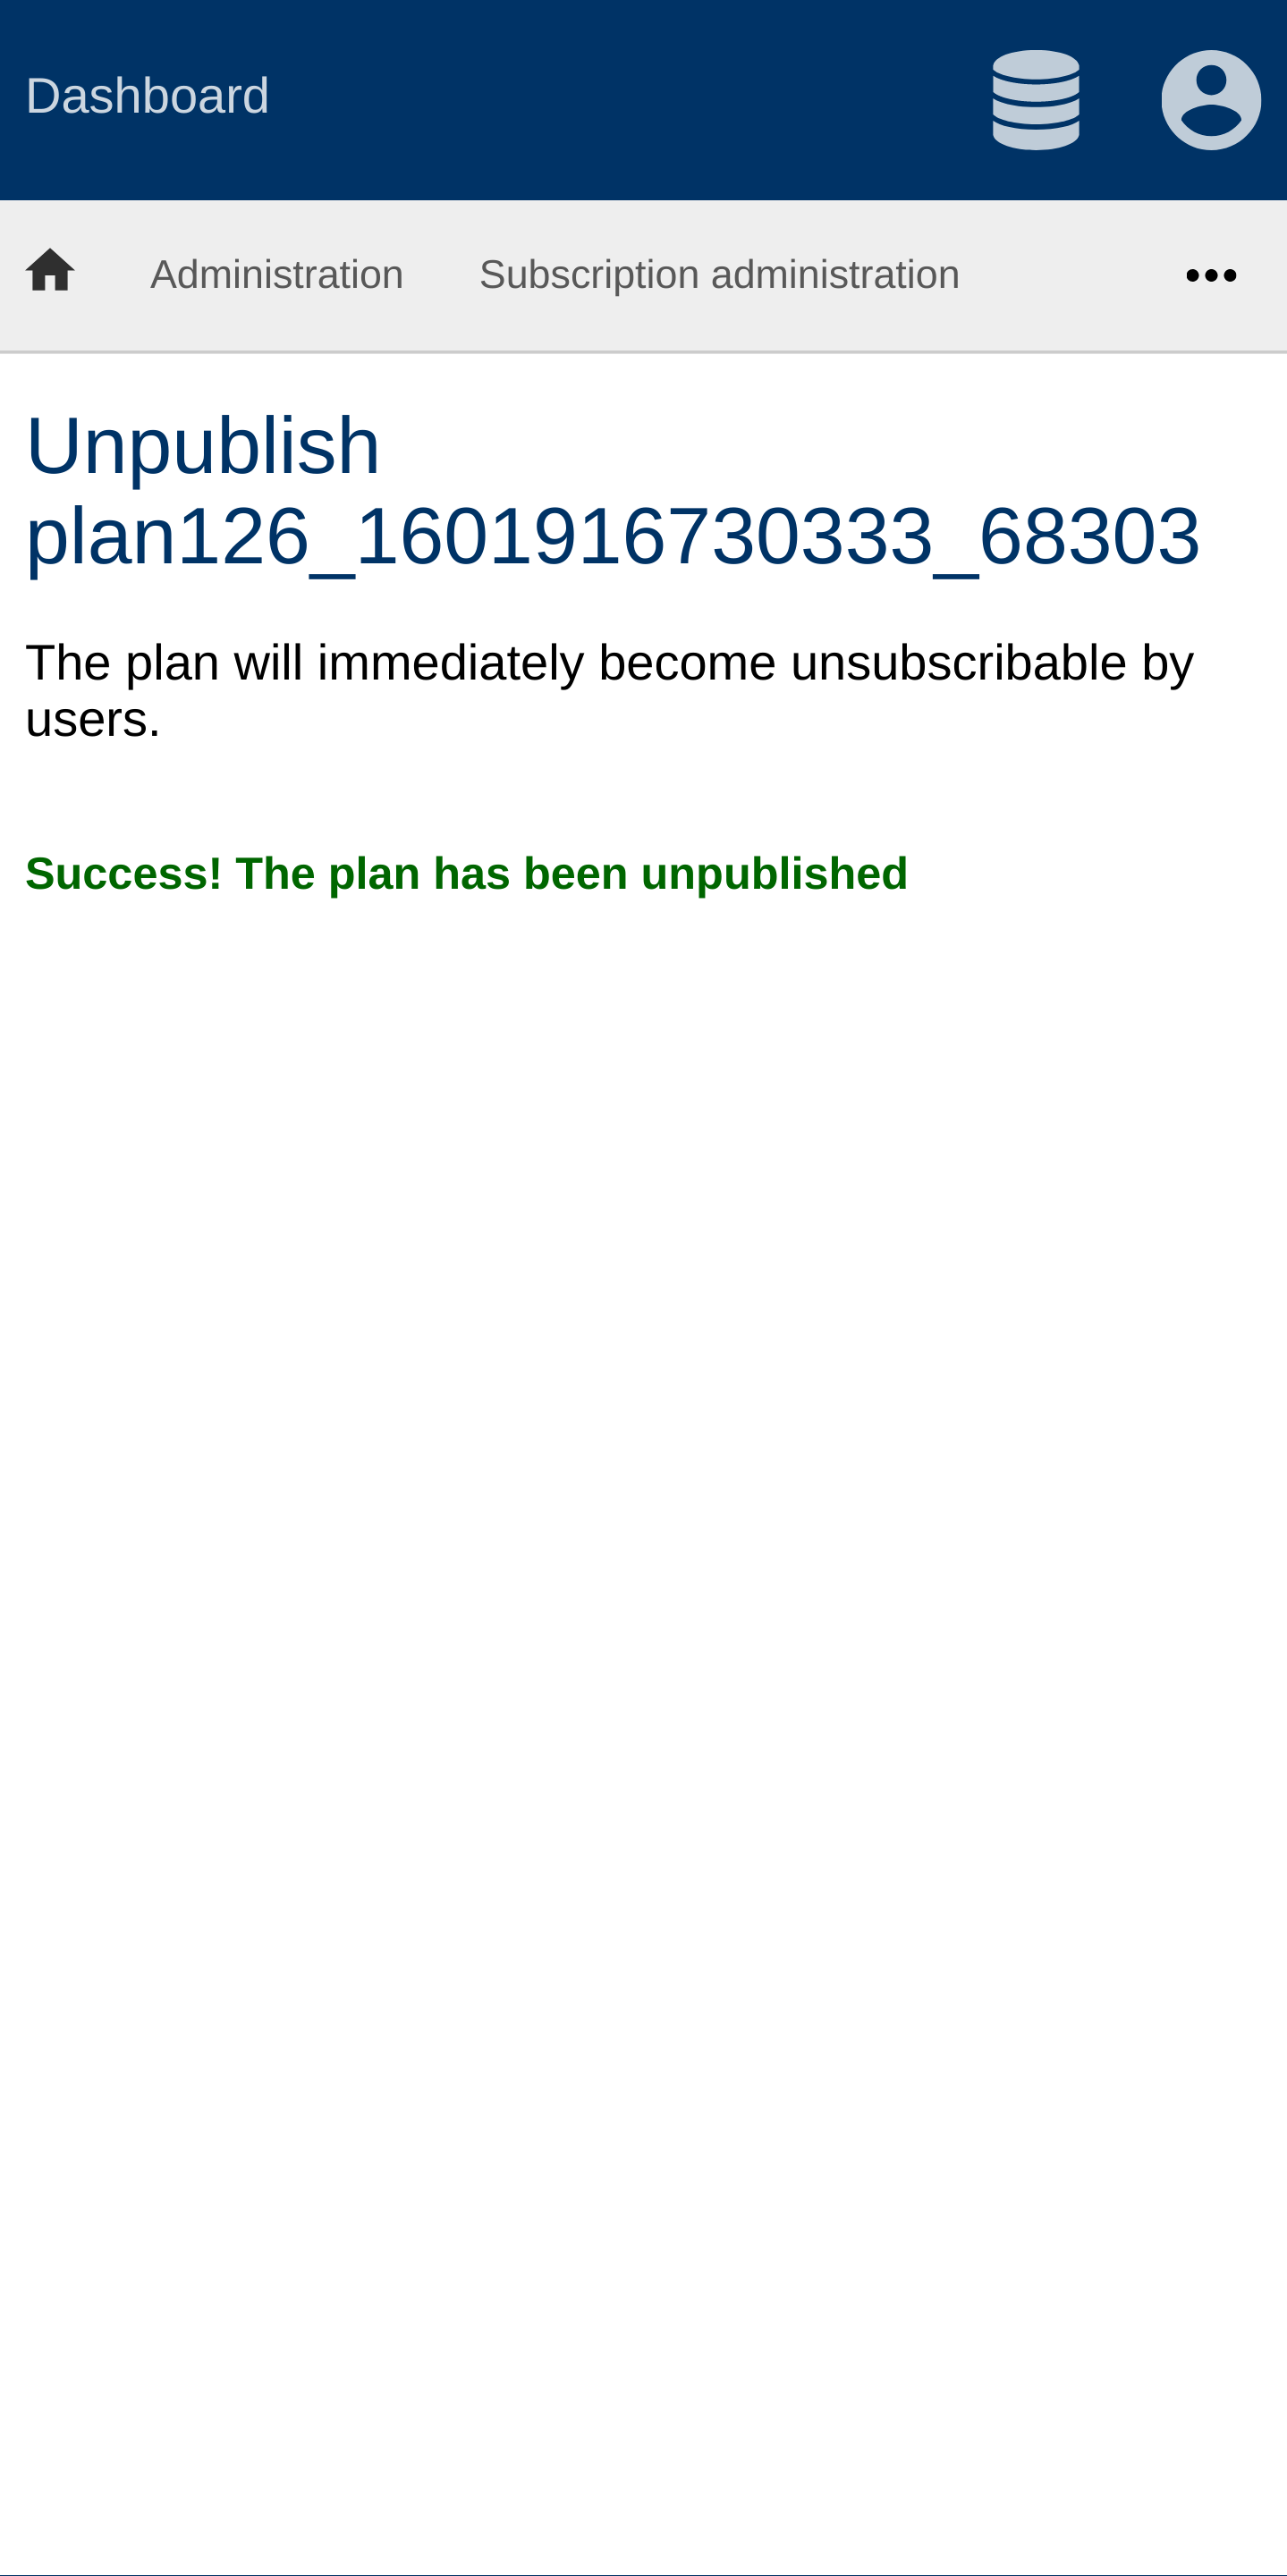 Dashboard
Administration Subscription administration
Unpublish
plan126_1601916730333_68303
The plan will immediately become unsubscribable by
users.
Success! The plan has been unpublished